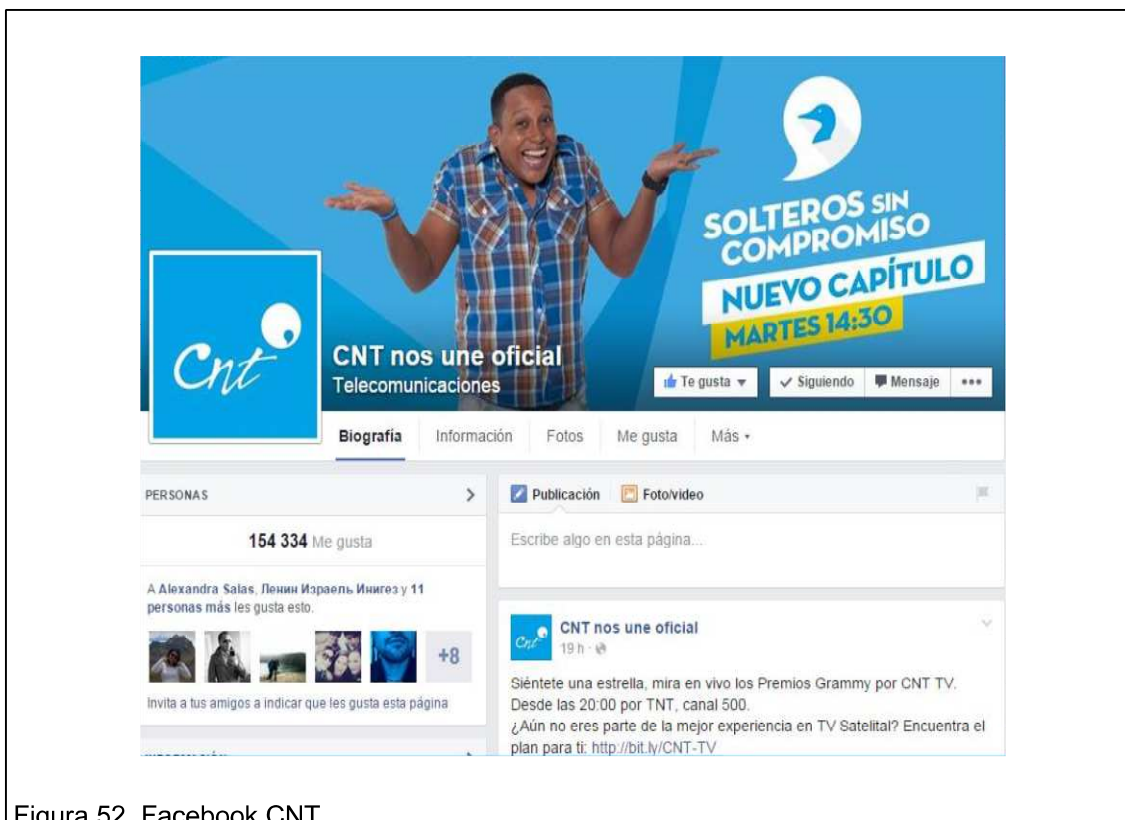 SOLTEROS SIN
COMPROMISO
NUEVO CAPÍTULO
MARTES 14:30
Cnt
CNT nos une oficial
Telecomunicaciones
Te gusta
Siguiendo
Mensaje
Biografía
Información
Fotos
Me gusta
Más
PERSONAS
154 334 Me gusta
A Alexandra Salas, Ленин Израель Инигез y 11
personas más les gusta esto.
+8
Invita a tus amigos a indicar que les gusta esta página
Publicación
Foto/video
Escribe algo en esta página...
Cnt
CNT nos une oficial
19 h ·
Siéntete una estrella, mira en vivo los Premios Grammy por CNT TV.
Desde las 20:00 por TNT, canal 500.
¿Aún no eres parte de la mejor experiencia en TV Satelital? Encuentra el
plan para ti: http://bit.ly/CNT-TV
Figura 52. Facebook CNT